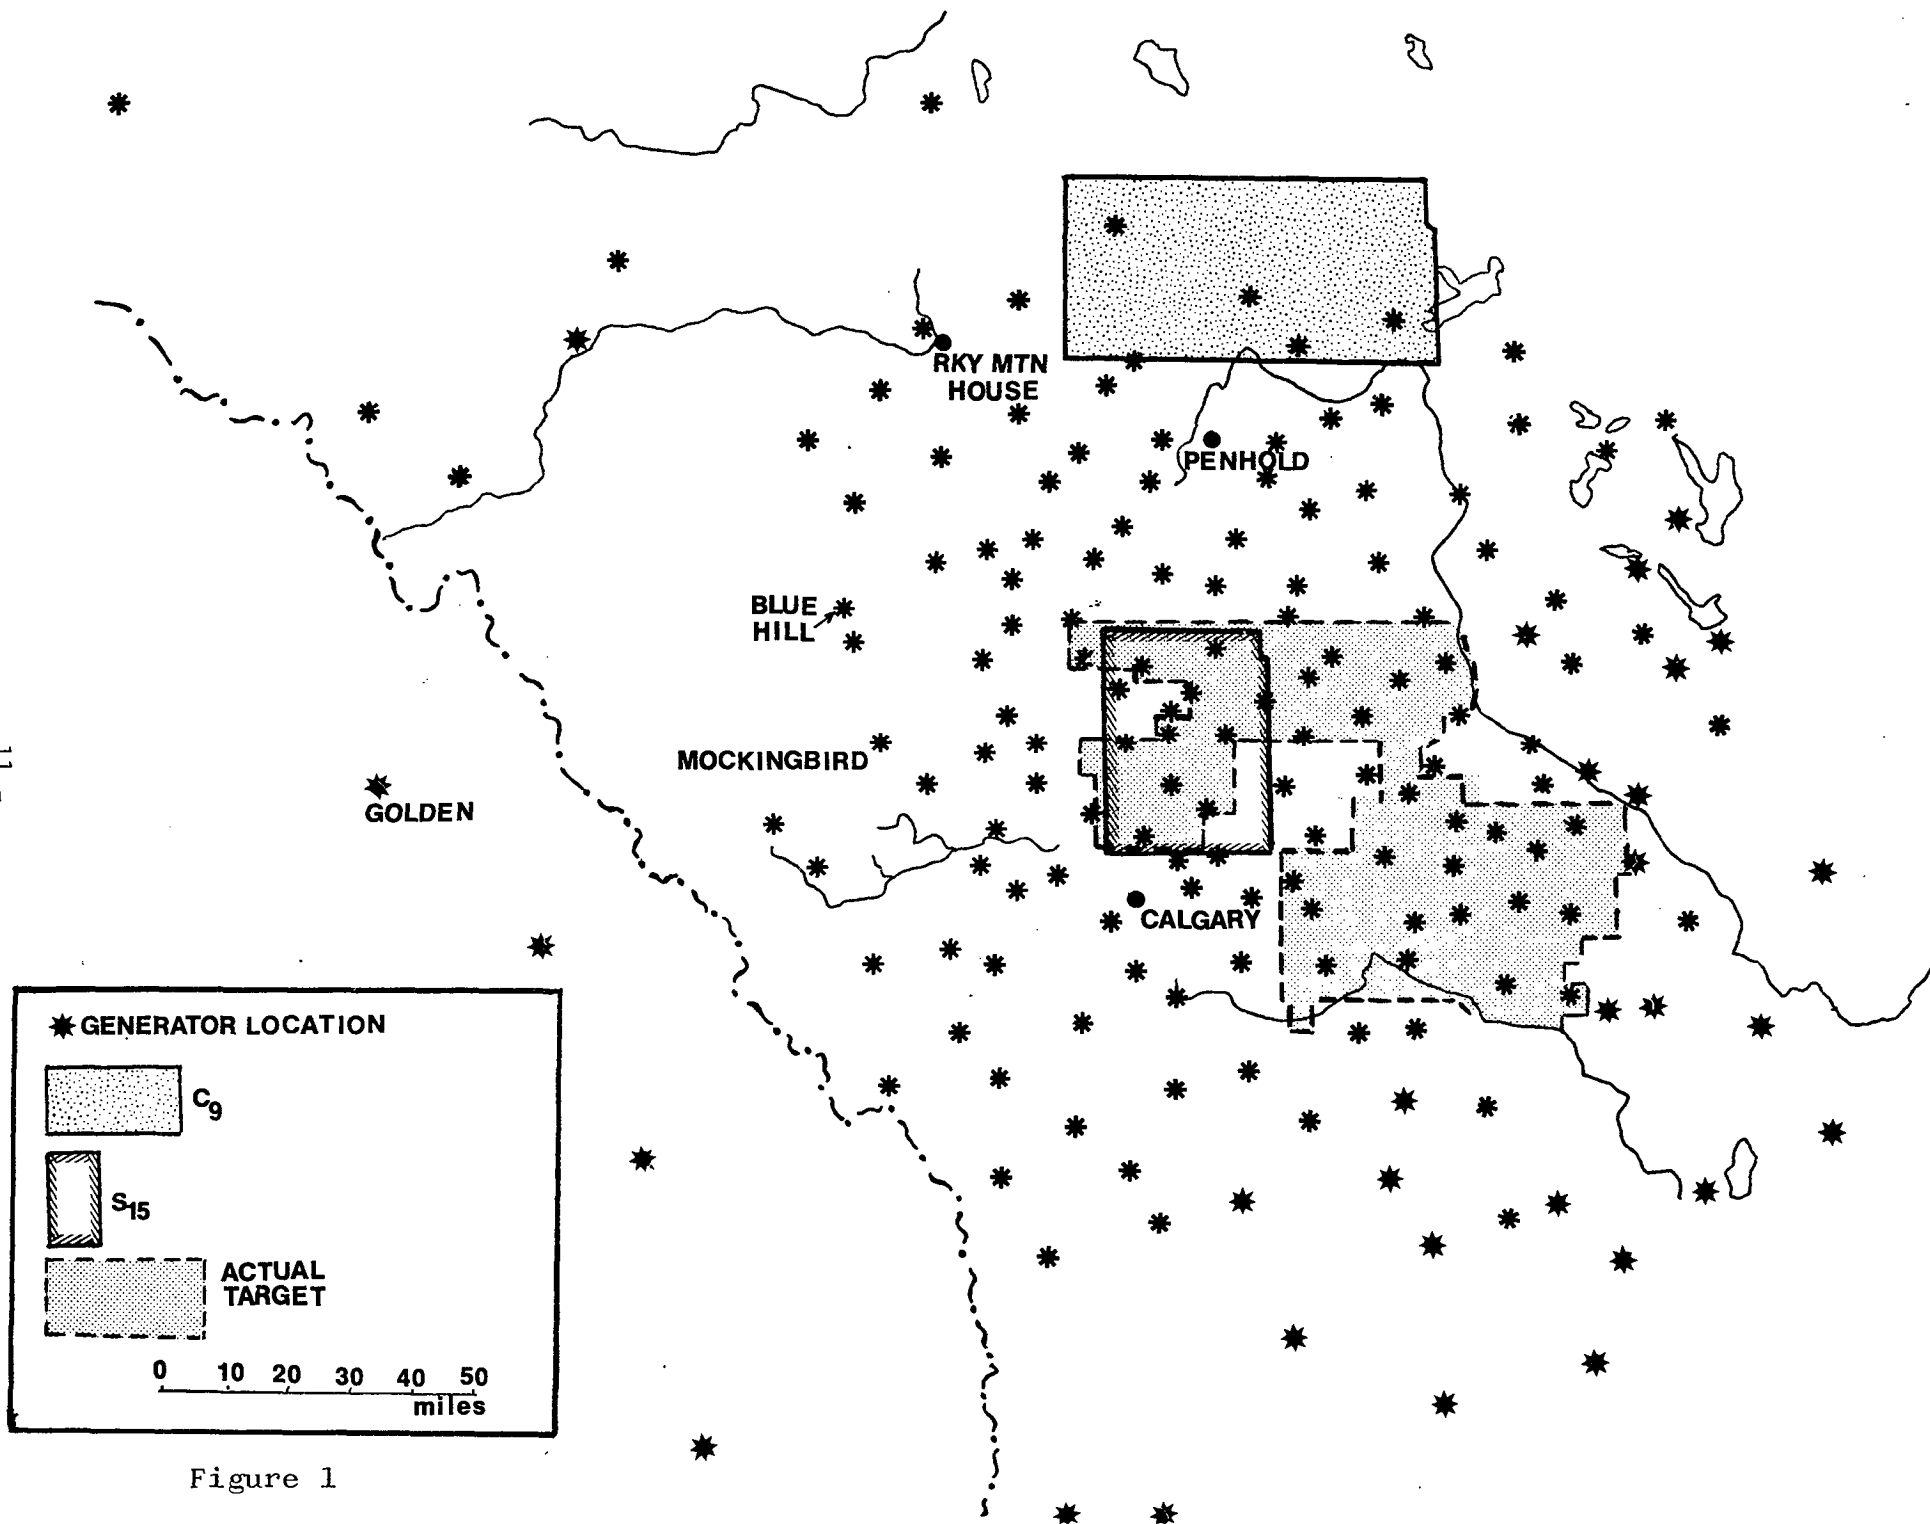 RKY MTN
HOUSE
PENHOLD
BLUE
HILL
MOCKINGBIRD
GOLDEN
CALGARY
GENERATOR LOCATION
C9
S15
ACTUAL
TARGET
0 10 20 30 40 50
miles
Figure 1